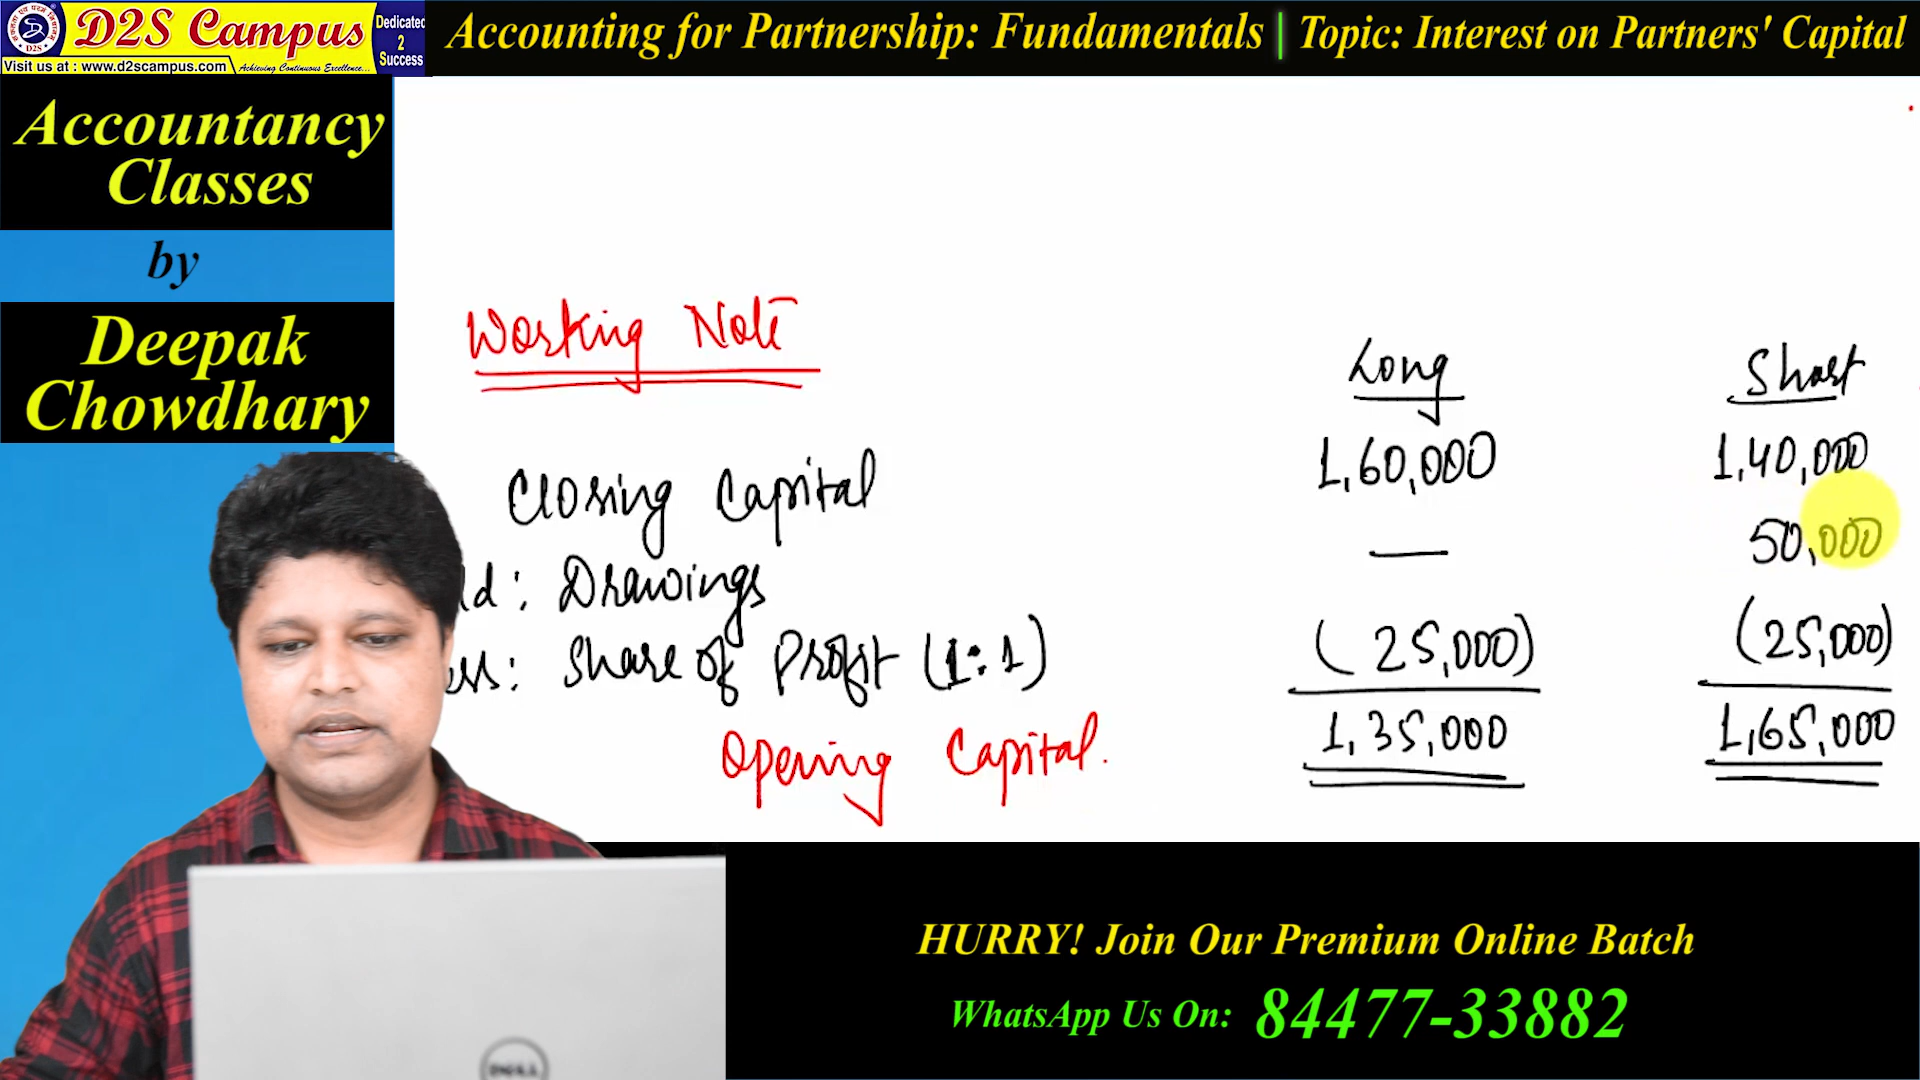 D2S Campus
Dedicated
2
Success
Visit us at : www.d2scampus.com
Achieving Continuous Excellence...
D2S
Accounting for Partnership: Fundamentals | Topic: Interest on Partners' Capital
Accountancy
Classes
by
Deepak
Chowdhary
Working Note
Long Short
Closing Capital 1,60,000 1,40,000
d: Drawings — 50,000
ess: Share of Profit (1:1) (25,000) (25,000)
Opening Capital. 1,35,000 1,65,000
DELL
HURRY! Join Our Premium Online Batch
WhatsApp Us On: 84477-33882